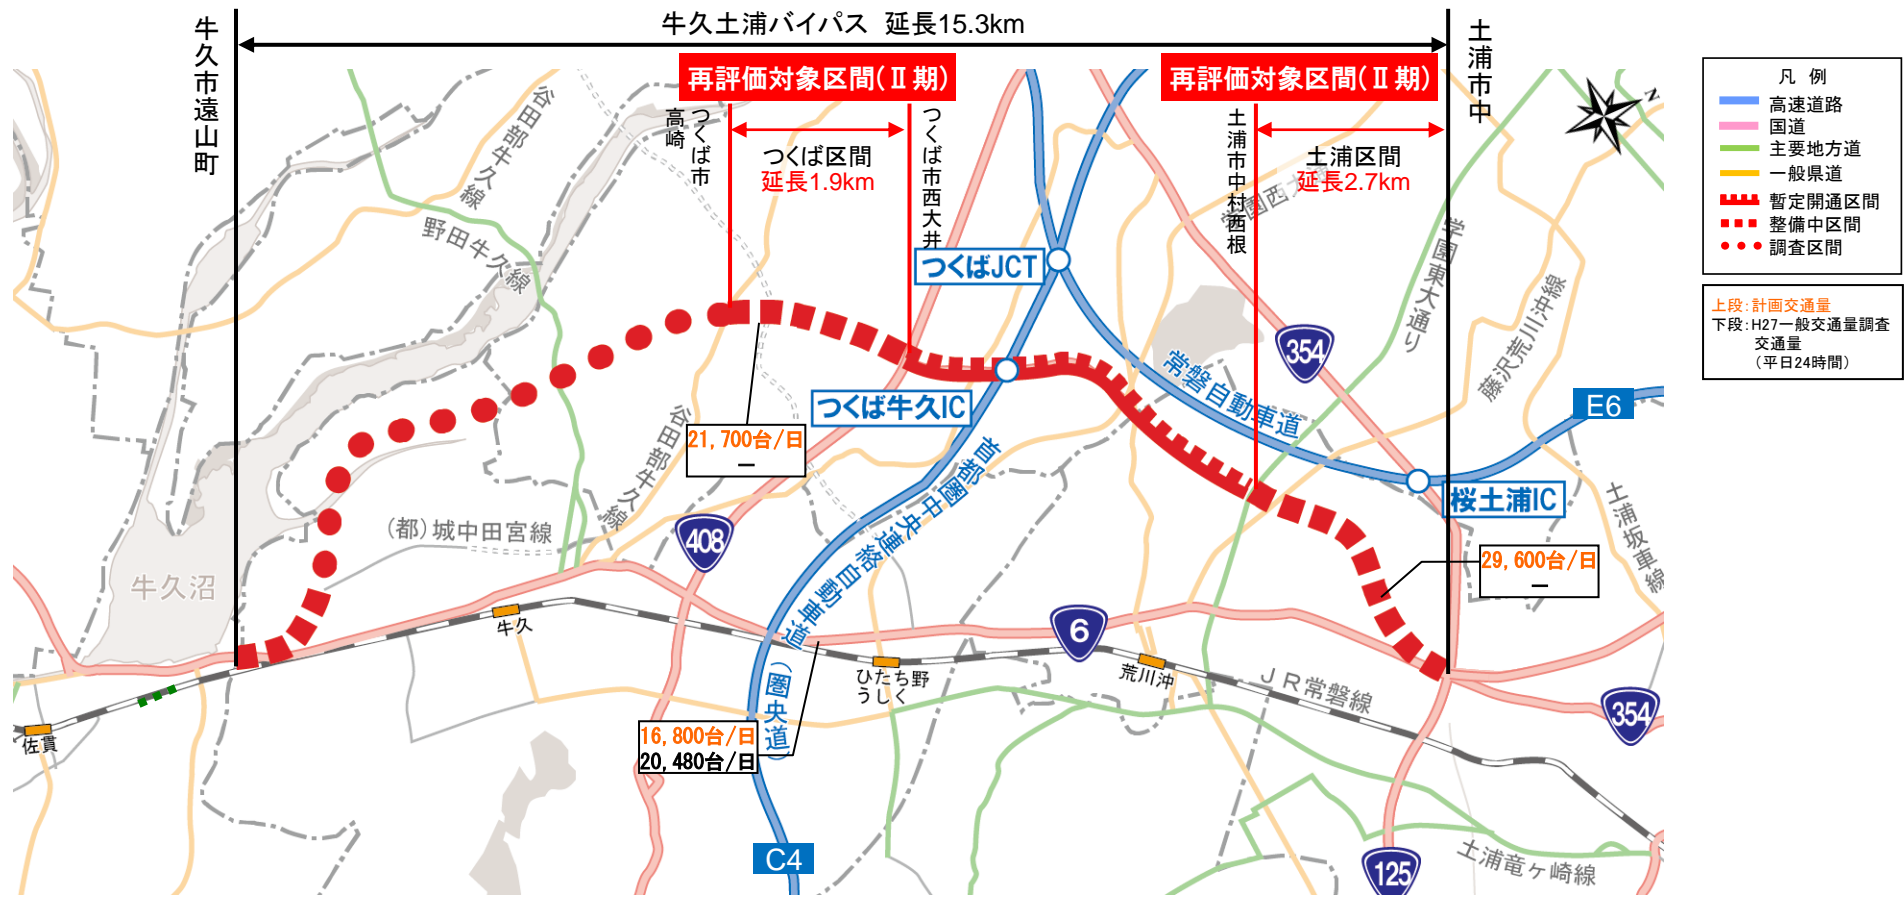 牛久土浦バイパス 延長15.3km
牛久市遠山町
土浦市中
再評価対象区間(Ⅱ期)
再評価対象区間(Ⅱ期)
つくば市
高崎
つくば区間
延長1.9km
つくば市西大井
土浦市中村西根
土浦区間
延長2.7km
N
凡 例
高速道路
国道
主要地方道
一般県道
暫定開通区間
整備中区間
調査区間
上段:計画交通量
下段:H27一般交通量調査
交通量
(平日24時間)
谷田部牛久線
野田牛久線
学園西大通り
学園東大通り
藤沢荒川沖線
つくばJCT
354
常磐自動車道
E6
つくば牛久IC
21,700台/日
ー
谷田部牛久線
首都圏中央連絡自動車道
(圏央道)
桜土浦IC
土浦坂車線
(都)城中田宮線
408
29,600台/日
ー
牛久沼
牛久
6
ひたち野
うしく
荒川沖
JR常磐線
354
佐貫
16,800台/日
20,480台/日
C4
125
土浦竜ヶ崎線